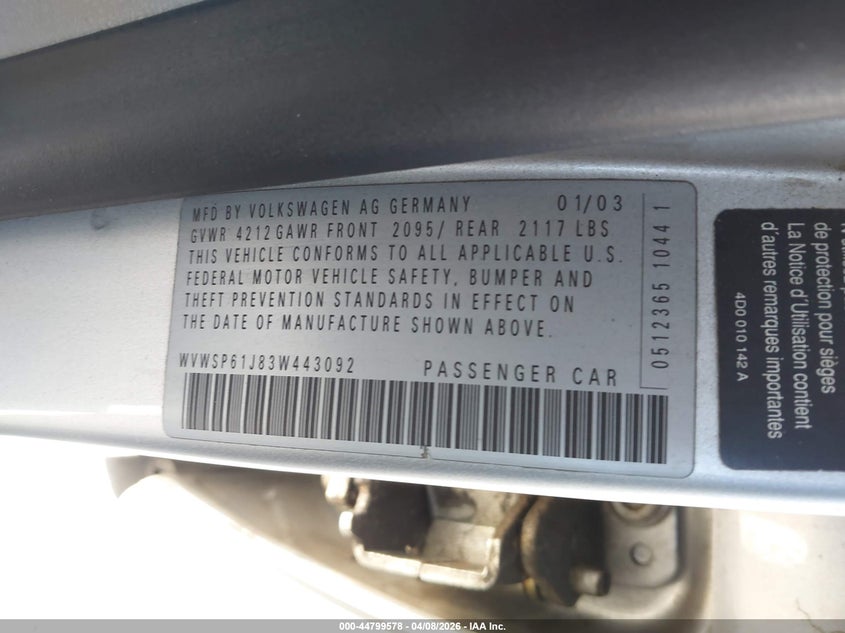 MFD BY VOLKSWAGEN AG GERMANY 01/03
GVWR 4212 GAWR FRONT 2095/ REAR 2117 LBS
THIS VEHICLE CONFORMS TO ALL APPLICABLE U.S.
FEDERAL MOTOR VEHICLE SAFETY, BUMPER AND
THEFT PREVENTION STANDARDS IN EFFECT ON
THE DATE OF MANUFACTURE SHOWN ABOVE.
WVWSP61J83W443092 PASSENGER CAR
0512365 1044 1
de protection pour sièges
La Notice d'Utilisation contient
d'autres remarques importantes
4D0 010 142 A
000-44799578 - 04/08/2026 - IAA Inc.